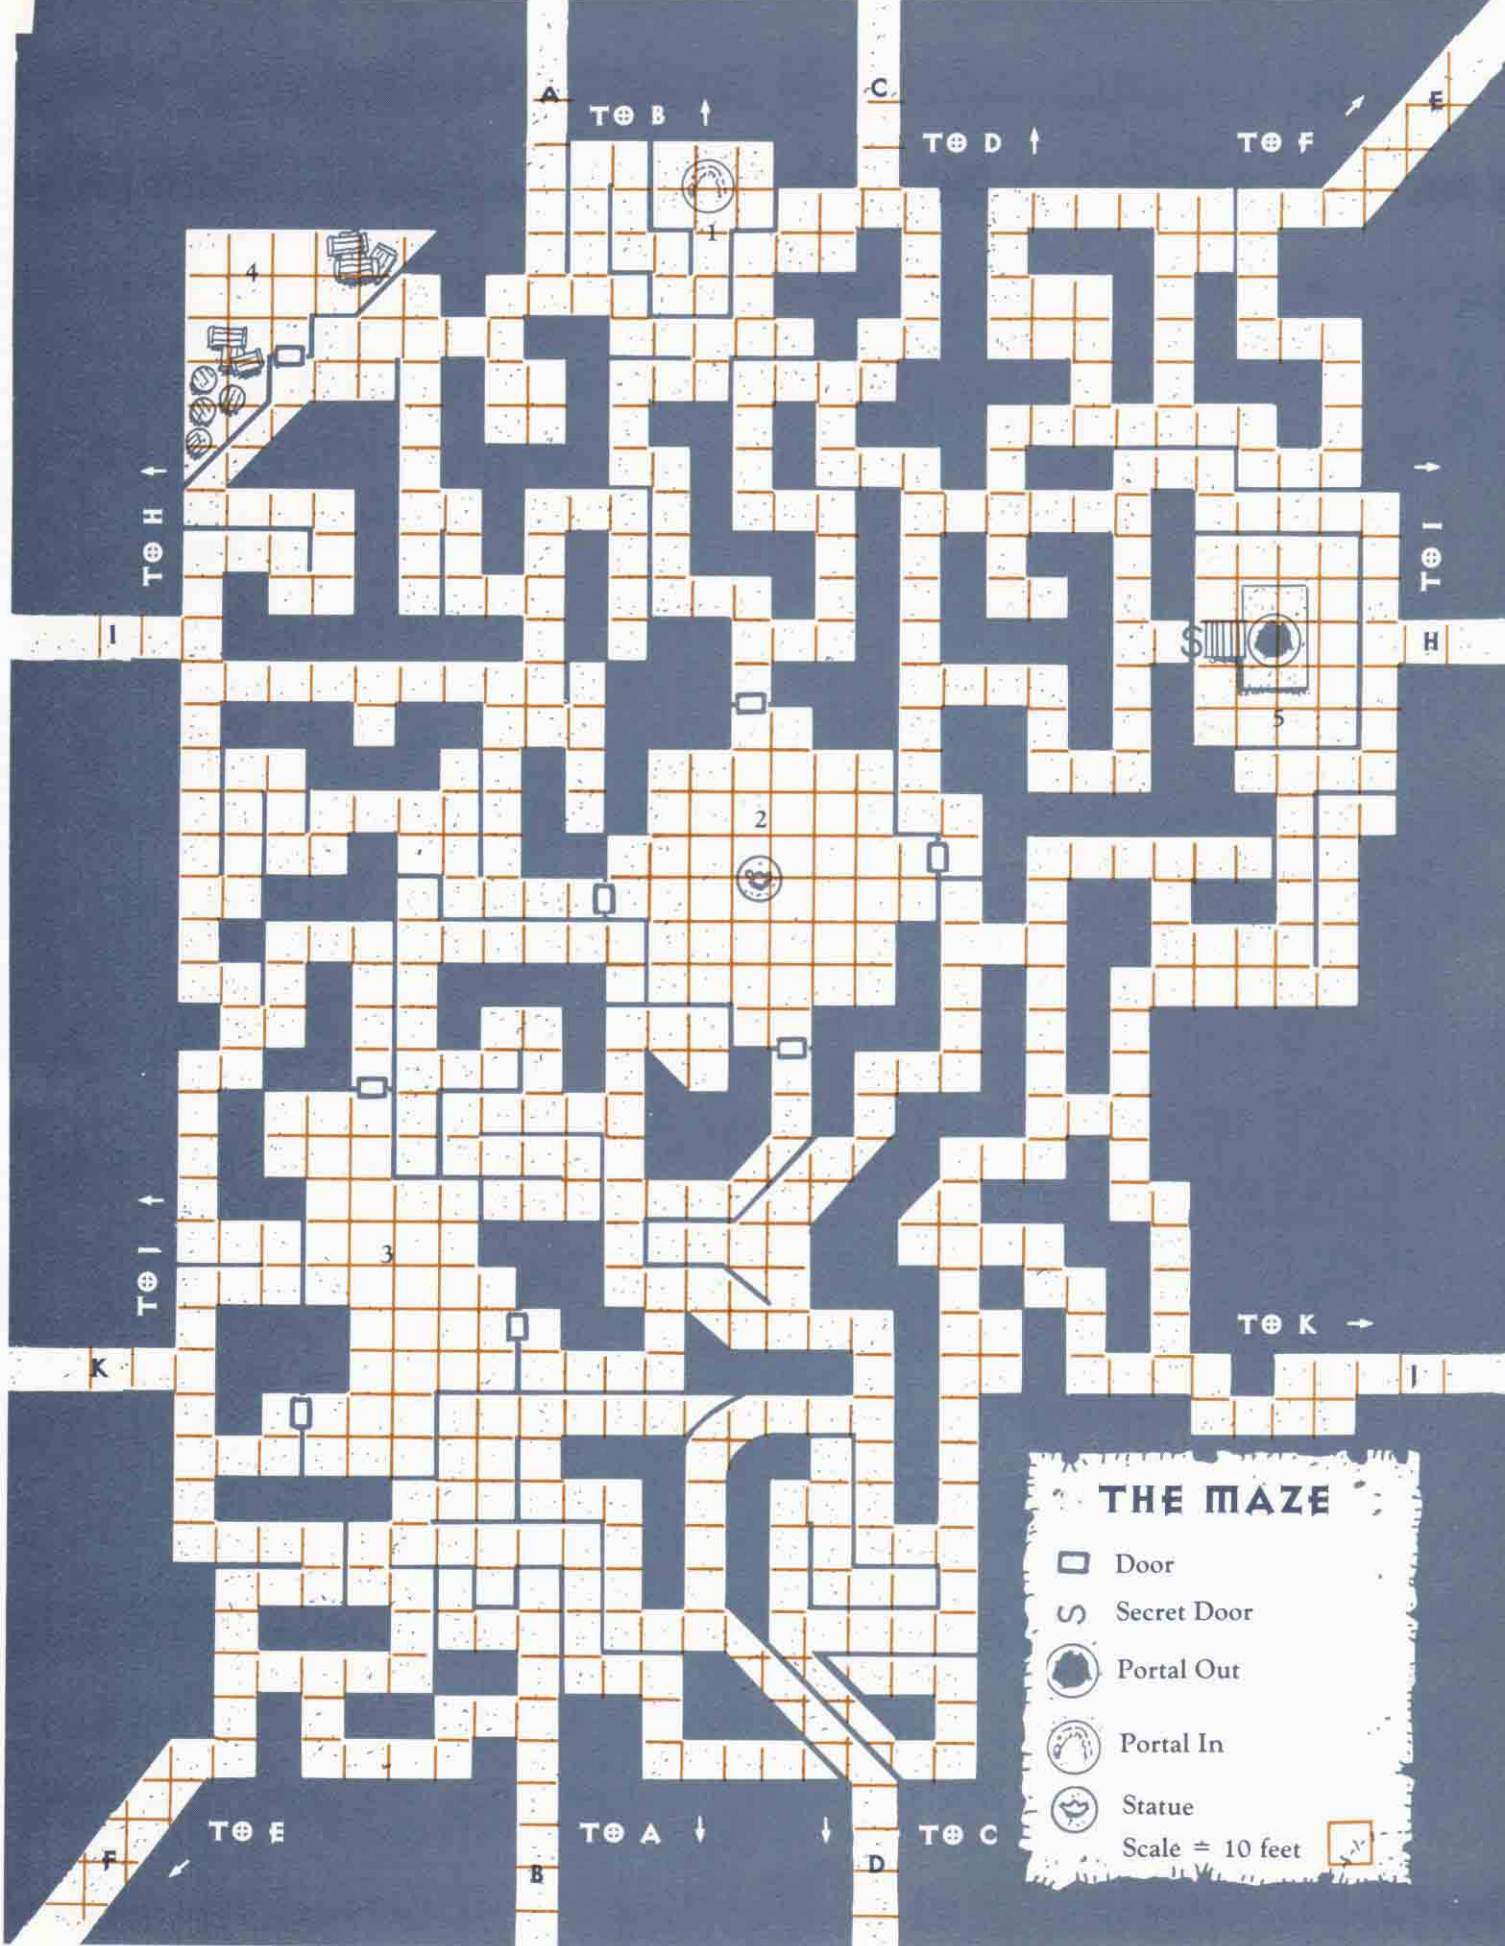 A
C
E
TO B ↑
TO D ↑
TO F
1
4
TO H
TO I
I
H
S
5
2
3
TO J
TO K →
K
J
THE MAZE
Door
S Secret Door
Portal Out
Portal In
Statue
Scale = 10 feet
TO E
TO A ↓
↓ TO C
F
B
D